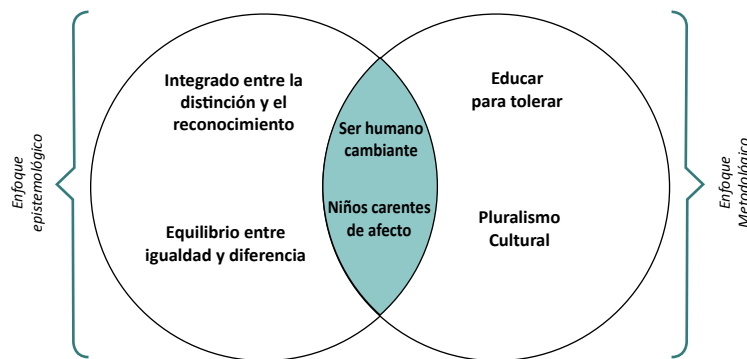 Enfoque
epistemológico
Integrado entre la
distinción y el
reconocimiento
Equilibrio entre
igualdad y diferencia
Ser humano
cambiante
Niños carentes
de afecto
Educar
para tolerar
Pluralismo
Cultural
Enfoque
Metodológico